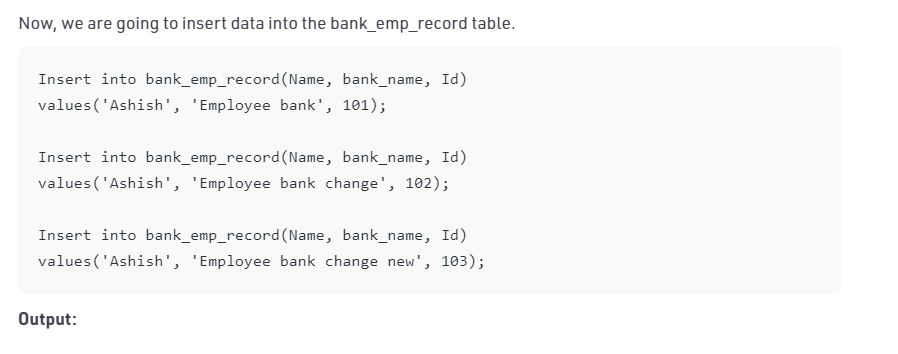 Now, we are going to insert data into the bank_emp_record table.
Insert into bank_emp_record(Name, bank_name, Id)
values('Ashish', 'Employee bank', 101);
Insert into bank_emp_record(Name, bank_name, Id)
values('Ashish', 'Employee bank change', 102);
Insert into bank_emp_record(Name, bank_name, Id)
values('Ashish', 'Employee bank change new', 103);
Output: